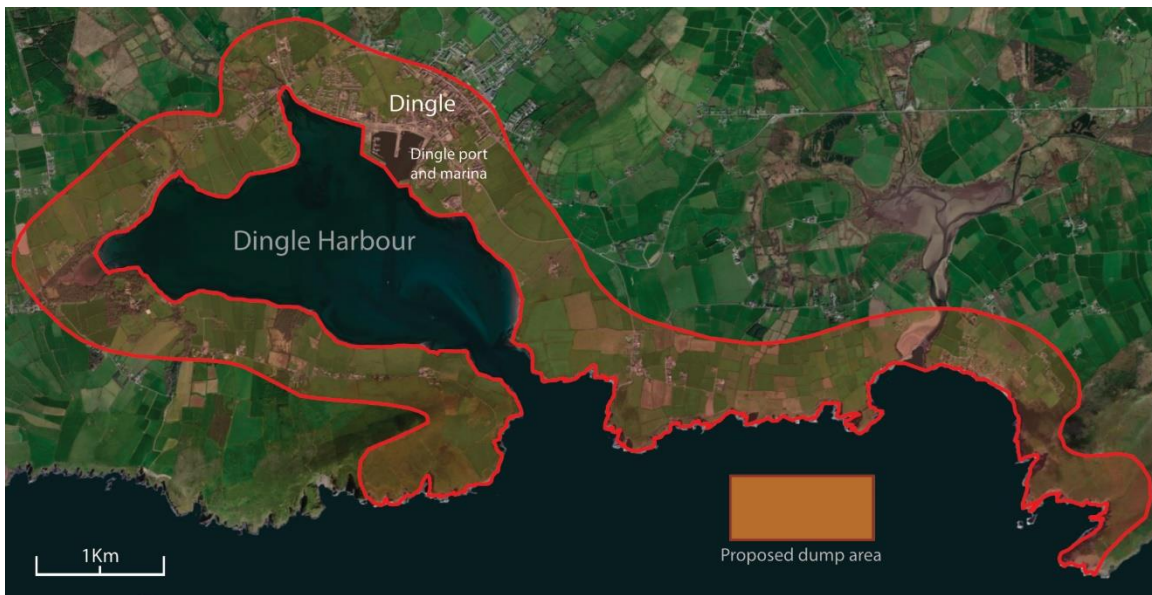 Dingle
Dingle port
and marina
Dingle Harbour
Proposed dump area
1Km